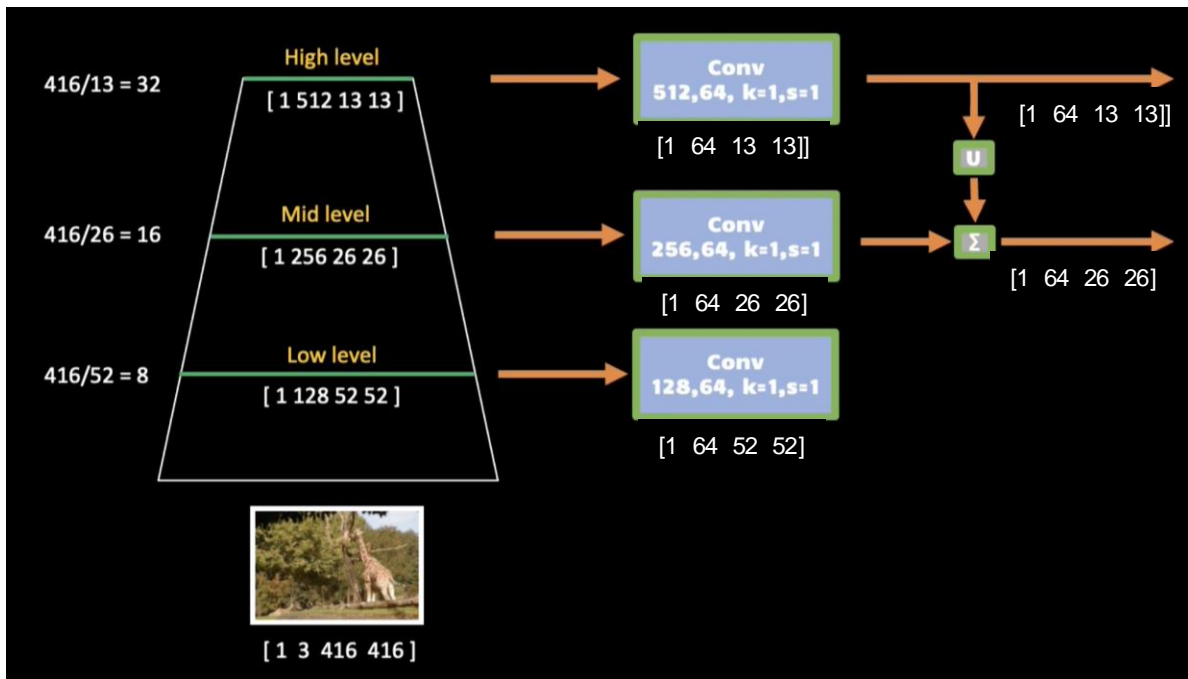 High level
416/13 = 32
[ 1 512 13 13 ]
Conv
512,64, k=1,s=1
[1 64 13 13]]
[1 64 13 13]]
U
Mid level
416/26 = 16
[ 1 256 26 26 ]
Conv
256,64, k=1,s=1
[1 64 26 26]
Σ
[1 64 26 26]
Low level
416/52 = 8
[ 1 128 52 52 ]
Conv
128,64, k=1,s=1
[1 64 52 52]
[ 1 3 416 416 ]